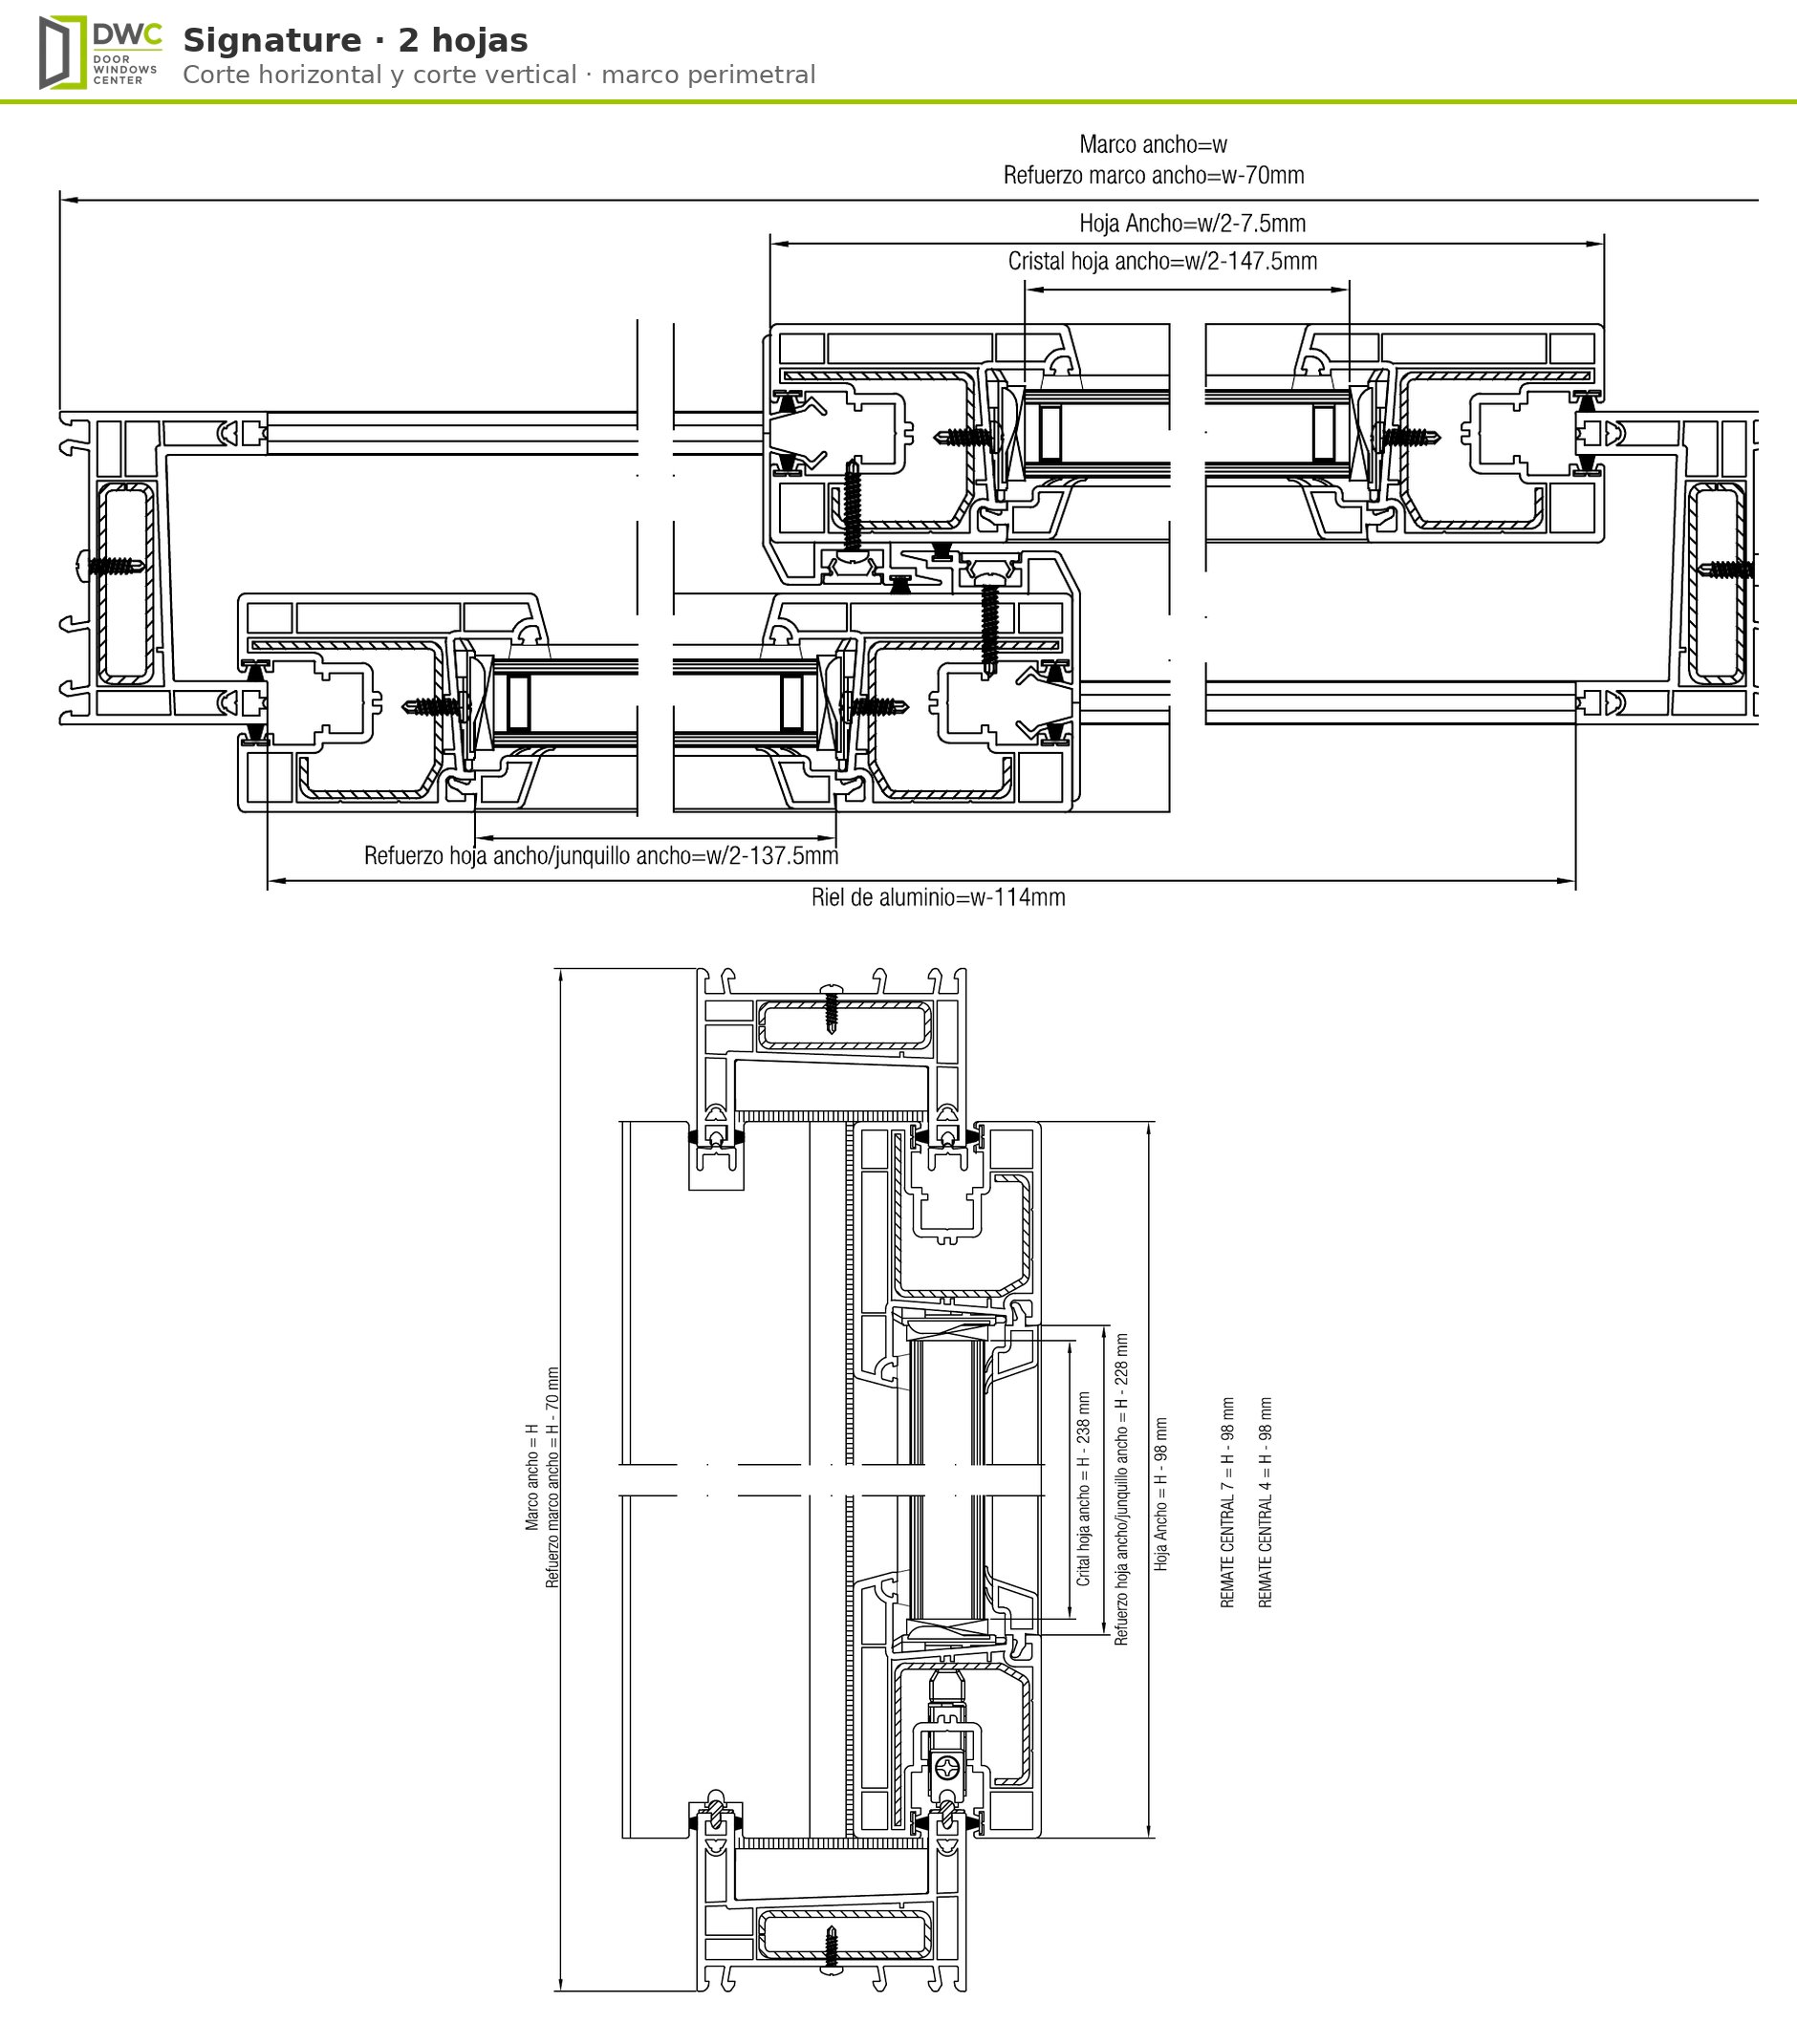 DWC
DOOR
WINDOWS
CENTER
Signature · 2 hojas
Corte horizontal y corte vertical · marco perimetral
Marco ancho=w
Refuerzo marco ancho=w-70mm
Hoja Ancho=w/2-7.5mm
Cristal hoja ancho=w/2-147.5mm
Refuerzo hoja ancho/junquillo ancho=w/2-137.5mm
Riel de aluminio=w-114mm
Marco ancho = H
Refuerzo marco ancho = H - 70 mm
Crital hoja ancho = H - 238 mm
Refuerzo hoja ancho/junquillo ancho = H - 228 mm
Hoja Ancho = H - 98 mm
REMATE CENTRAL 7 = H - 98 mm
REMATE CENTRAL 4 = H - 98 mm